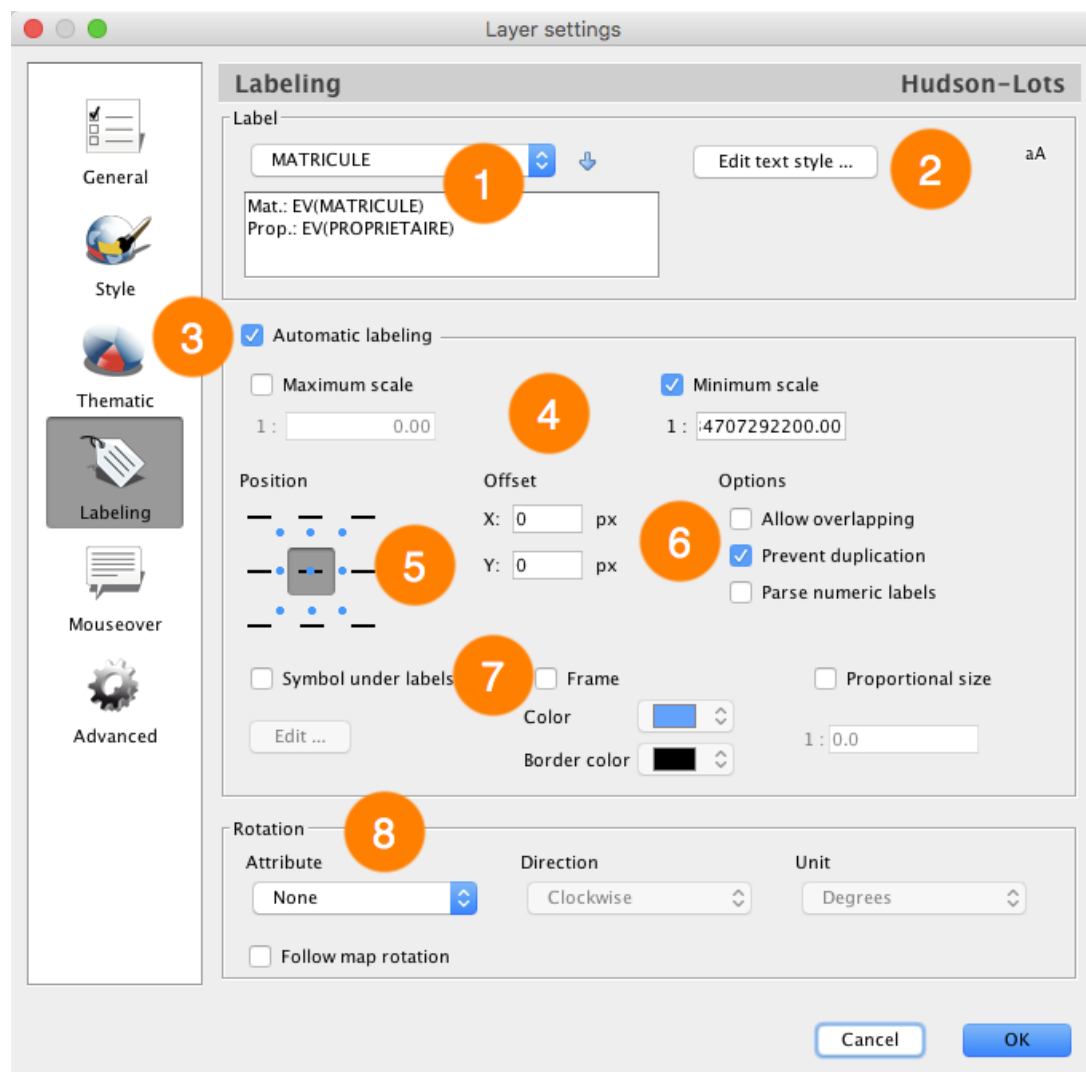 Layer settings
General
Style
Thematic
Labeling
Mouseover
Advanced
Labeling Hudson-Lots
Label
MATRICULE
1
Edit text style ...
2
aA
Mat.: EV(MATRICULE)
Prop.: EV(PROPRIETAIRE)
3
Automatic labeling
Maximum scale
4
Minimum scale
1 : 0.00
1 : 4707292200.00
Position
Offset
Options
X: 0 px
Allow overlapping
5
6
Y: 0 px
Prevent duplication
Parse numeric labels
Symbol under labels
7
Frame
Proportional size
Edit ...
Color
Border color
1 : 0.0
Rotation
8
Attribute
Direction
Unit
None
Clockwise
Degrees
Follow map rotation
Cancel
OK